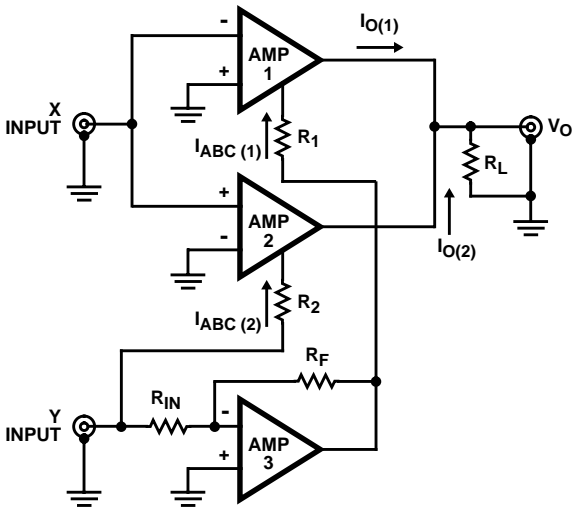 I_O(1)
-
AMP
1
+
X
INPUT
I_ABC (1)
R_1
V_O
R_L
+
AMP
2
-
I_O(2)
I_ABC (2)
R_2
R_F
Y
INPUT
R_IN
-
AMP
3
+